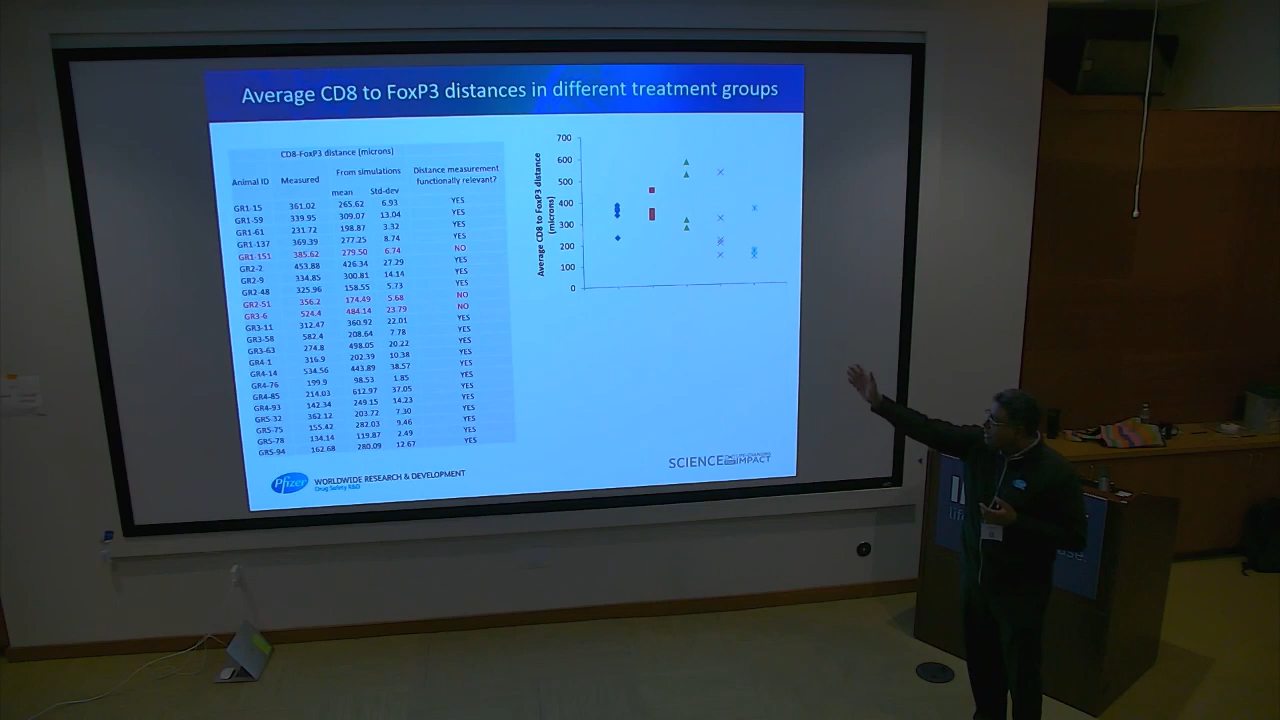 Average CD8 to FoxP3 distances in different treatment groups
CD8-FoxP3 distance (microns)
Animal ID Measured From simulations Distance measurement functionally relevant?
mean Std-dev
GR1-15 361.02 265.62 6.93 YES
GR1-59 339.95 309.07 13.04 YES
GR1-61 231.72 198.87 3.32 YES
GR1-137 369.39 277.25 8.74 YES
GR1-151 385.62 279.50 6.74 NO
GR2-2 453.88 426.34 27.29 YES
GR2-9 334.85 300.81 14.14 YES
GR2-48 325.96 158.55 5.73 YES
GR2-51 356.2 174.49 5.68 NO
GR3-6 524.4 484.14 23.79 NO
GR3-11 312.47 360.92 22.01 YES
GR3-58 582.4 208.64 7.78 YES
GR3-63 274.8 498.05 20.22 YES
GR4-1 316.9 202.39 10.38 YES
GR4-14 534.56 443.89 38.57 YES
GR4-76 199.9 98.53 1.85 YES
GR4-85 214.03 612.97 37.05 YES
GR4-93 142.34 249.15 14.23 YES
GR5-32 362.12 203.72 7.30 YES
GR5-75 155.42 282.03 9.46 YES
GR5-78 134.14 119.87 2.49 YES
GR5-94 162.68 280.09 12.67 YES
Average CD8 to FoxP3 distance
(microns)
700
600
500
400
300
200
100
0
Pfizer
WORLDWIDE RESEARCH & DEVELOPMENT
Drug Safety R&D
SCIENCE IMPACT